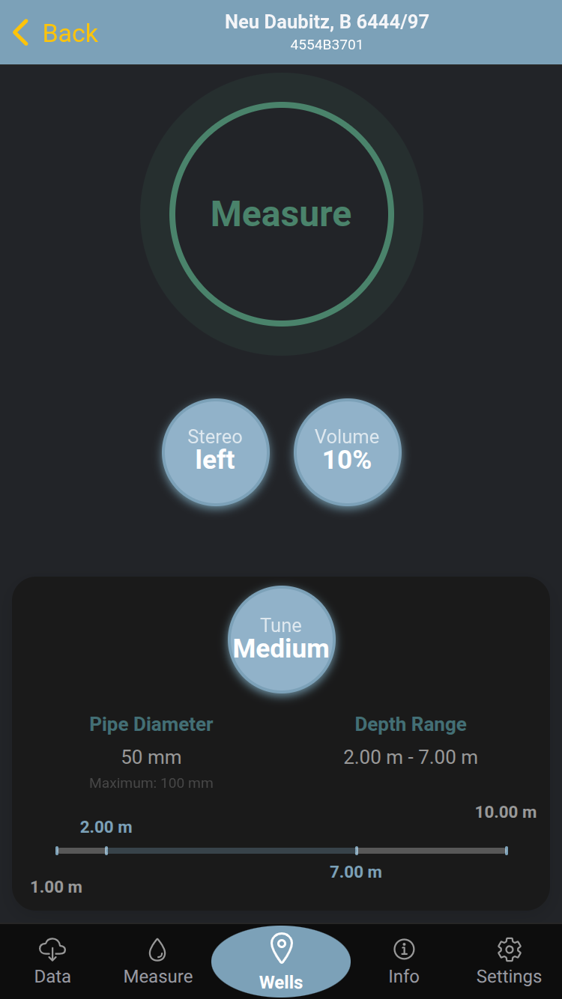 Back
Neu Daubitz, B 6444/97
4554B3701
Measure
Stereo
left
Volume
10%
Tune
Medium
Pipe Diameter
50 mm
Maximum: 100 mm
Depth Range
2.00 m - 7.00 m
10.00 m
2.00 m
7.00 m
1.00 m
Data
Measure
Wells
Info
Settings